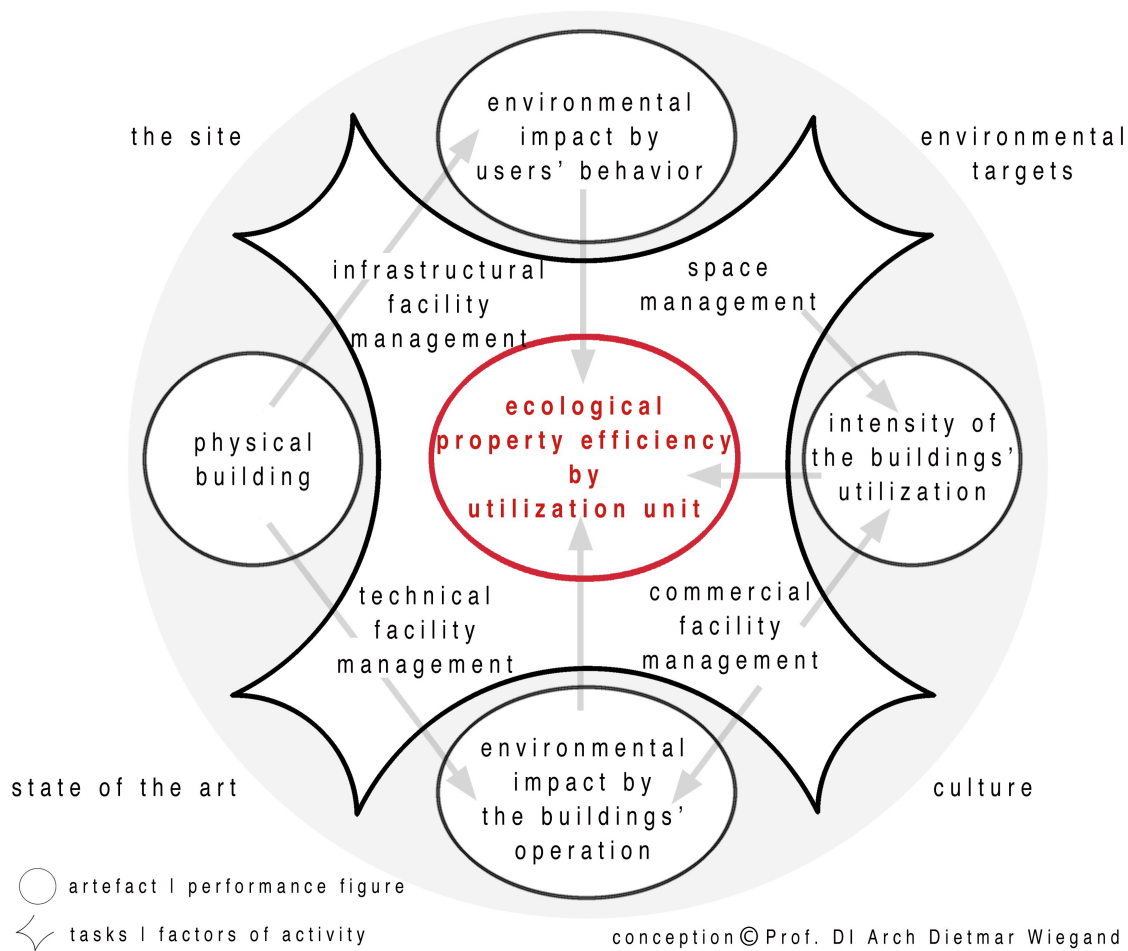 environmental
impact by
users’ behavior
the site
environmental
targets
infrastructural
facility
management
space
management
physical
building
ecological
property efficiency
by
utilization unit
intensity of
the buildings’
utilization
technical
facility
management
commercial
facility
management
environmental
impact by
the buildings’
operation
state of the art
culture
artefact I performance figure
tasks I factors of activity
conception © Prof. DI Arch Dietmar Wiegand